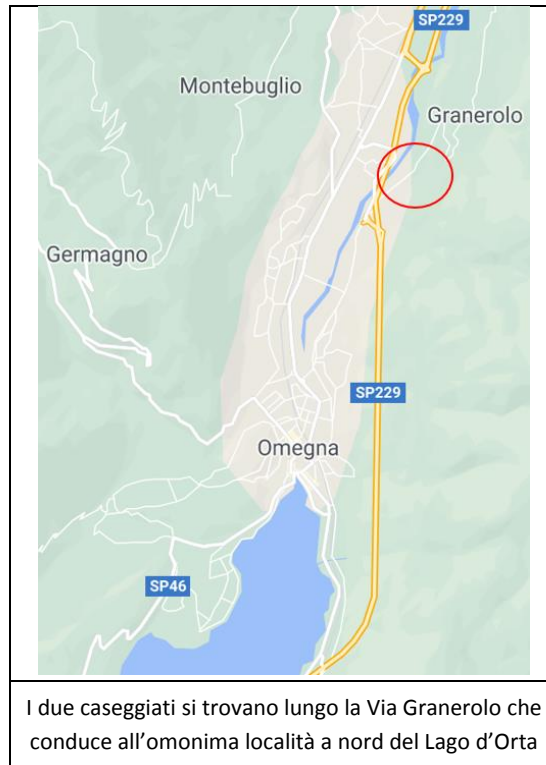 SP229
Montebuglio
Granerolo
Germagno
SP229
Omegna
SP46
I due caseggiati si trovano lungo la Via Granerolo che
conduce all’omonima località a nord del Lago d’Orta